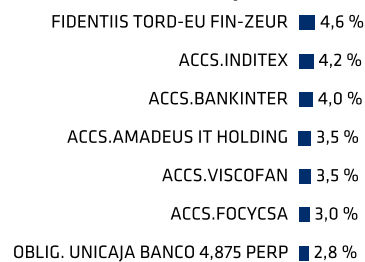 FIDENTIIS TORD-EU FIN-ZEUR 4,6 %
ACCS.INDITEX 4,2 %
ACCS.BANKINTER 4,0 %
ACCS.AMADEUS IT HOLDING 3,5 %
ACCS.VISCOFAN 3,5 %
ACCS.FOCYCSA 3,0 %
OBLIG. UNICAJA BANCO 4,875 PERP 2,8 %